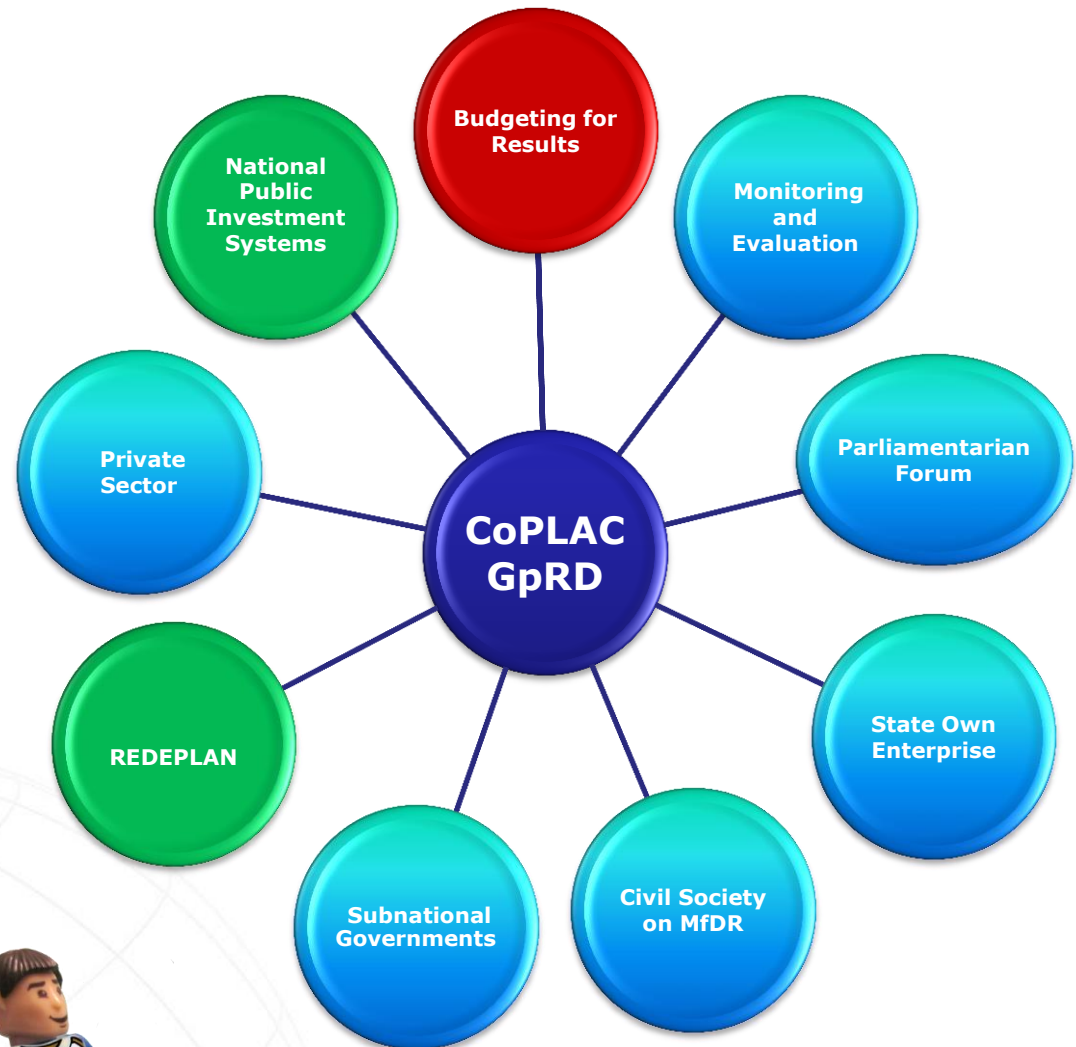 Budgeting for
Results
National
Public
Investment
Systems
Monitoring
and
Evaluation
Private
Sector
Parliamentarian
Forum
CoPLAC
GpRD
REDEPLAN
State Own
Enterprise
Subnational
Governments
Civil Society
on MfDR